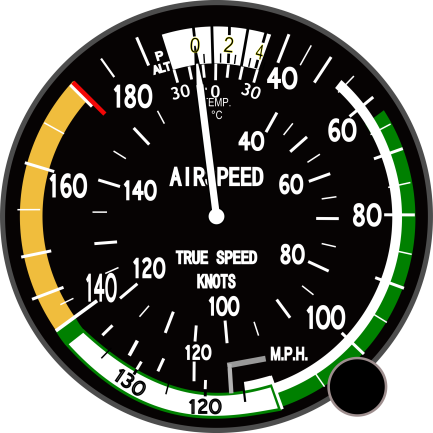 P
ALT
0 2 4
30 0 30
TEMP.
°C
180 40
40 60
160 140 AIRSPEED 60
80
TRUE SPEED
KNOTS
140 120 80
100 100
120 M.P.H.
130
120